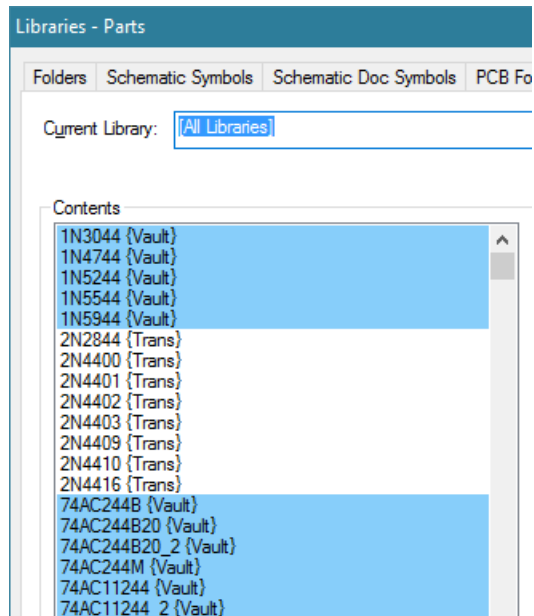 Libraries - Parts
Folders Schematic Symbols Schematic Doc Symbols PCB Fo
Current Library: [All Libraries]
Contents
1N3044 {Vault}
1N4744 {Vault}
1N5244 {Vault}
1N5544 {Vault}
1N5944 {Vault}
2N2844 {Trans}
2N4400 {Trans}
2N4401 {Trans}
2N4402 {Trans}
2N4403 {Trans}
2N4409 {Trans}
2N4410 {Trans}
2N4416 {Trans}
74AC244B {Vault}
74AC244B20 {Vault}
74AC244B20_2 {Vault}
74AC244M {Vault}
74AC11244 {Vault}
74AC11244_2 {Vault}